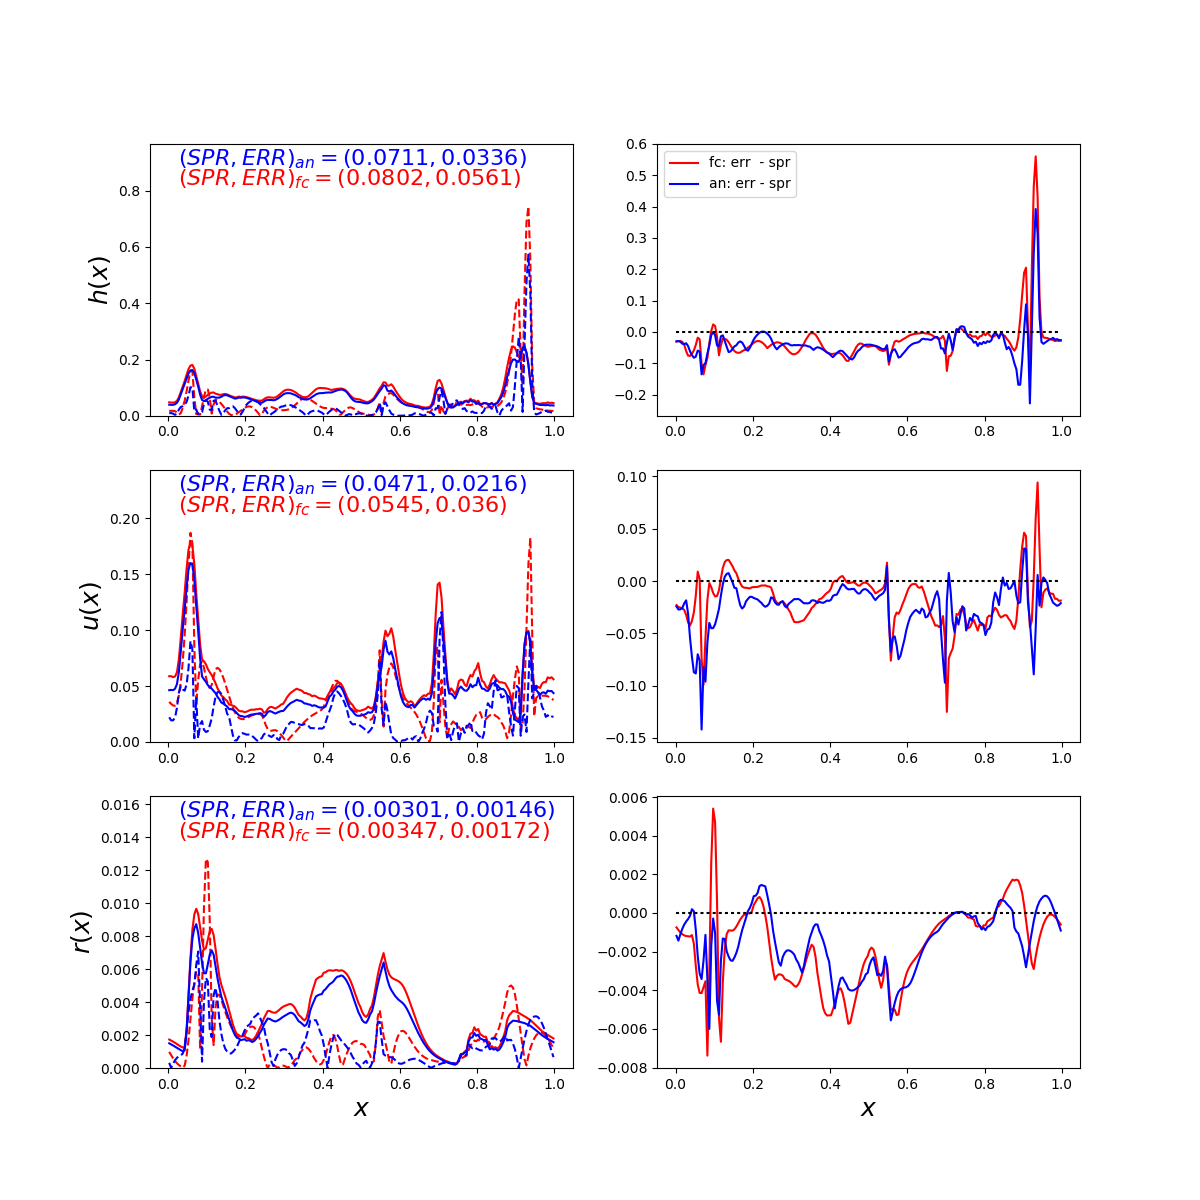 (SPR, ERR)an = (0.0711, 0.0336)
(SPR, ERR)fc = (0.0802, 0.0561)
h(x)
0.8
0.6
0.4
0.2
0.0
0.0 0.2 0.4 0.6 0.8 1.0
fc: err - spr
an: err - spr
0.6
0.5
0.4
0.3
0.2
0.1
0.0
−0.1
−0.2
0.0 0.2 0.4 0.6 0.8 1.0
(SPR, ERR)an = (0.0471, 0.0216)
(SPR, ERR)fc = (0.0545, 0.036)
u(x)
0.20
0.15
0.10
0.05
0.00
0.0 0.2 0.4 0.6 0.8 1.0
0.10
0.05
0.00
−0.05
−0.10
−0.15
0.0 0.2 0.4 0.6 0.8 1.0
(SPR, ERR)an = (0.00301, 0.00146)
(SPR, ERR)fc = (0.00347, 0.00172)
r(x)
0.016
0.014
0.012
0.010
0.008
0.006
0.004
0.002
0.000
0.0 0.2 0.4 0.6 0.8 1.0
x
0.006
0.004
0.002
0.000
−0.002
−0.004
−0.006
−0.008
0.0 0.2 0.4 0.6 0.8 1.0
x